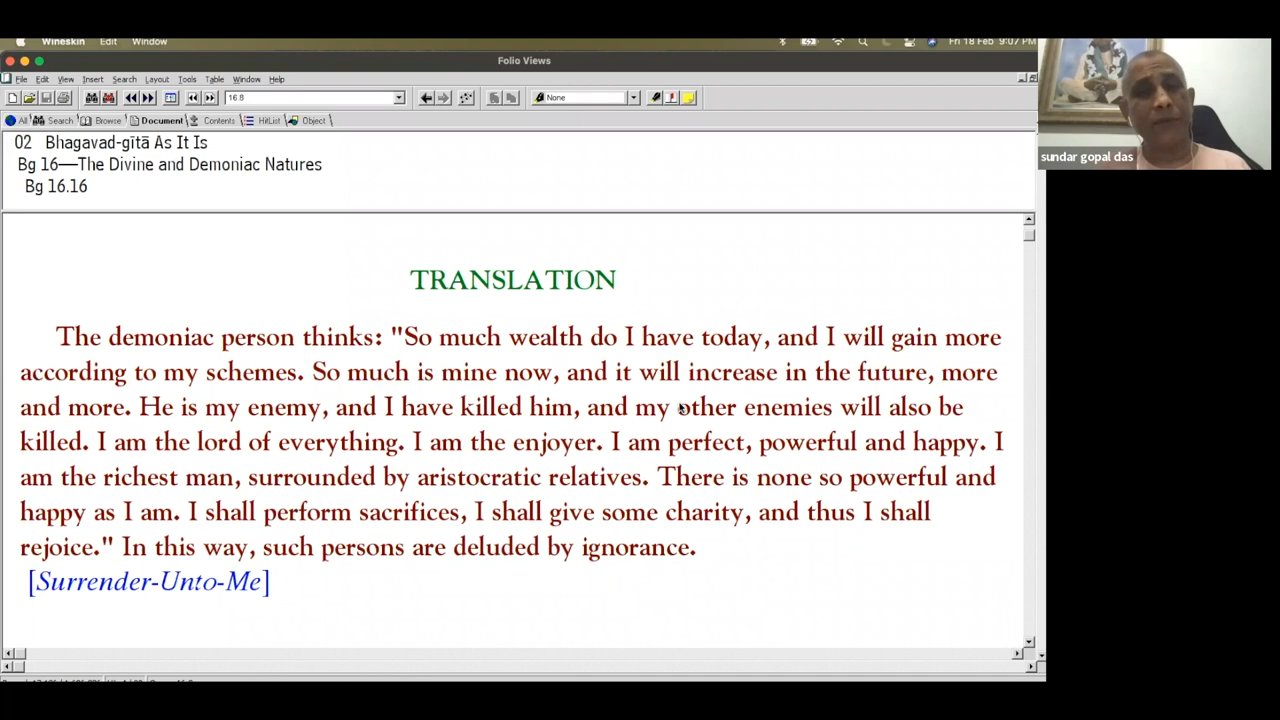 Wineskin Edit Window Fri 18 Feb 9:07 PM
Folio Views
File Edit View Insert Search Layout Tools Table Window Help
16.8 None
All Search Browse Document Contents HitList Object
sundar gopal das
02 Bhagavad-gītā As It Is
Bg 16—The Divine and Demoniac Natures
Bg 16.16
TRANSLATION
The demoniac person thinks: "So much wealth do I have today, and I will gain more
according to my schemes. So much is mine now, and it will increase in the future, more
and more. He is my enemy, and I have killed him, and my other enemies will also be
killed. I am the lord of everything. I am the enjoyer. I am perfect, powerful and happy. I
am the richest man, surrounded by aristocratic relatives. There is none so powerful and
happy as I am. I shall perform sacrifices, I shall give some charity, and thus I shall
rejoice." In this way, such persons are deluded by ignorance.
[Surrender-Unto-Me]